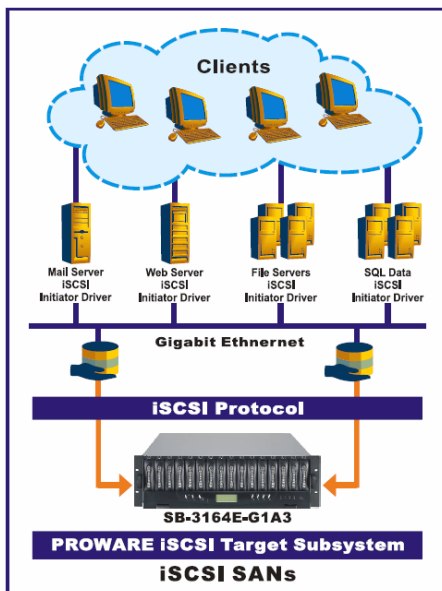 Clients
Mail Server
iSCSI
Initiator Driver
Web Server
iSCSI
Initiator Driver
File Servers
iSCSI
Initiator Driver
SQL Data
iSCSI
Initiator Driver
Gigabit Ethnernet
iSCSI Protocol
SB-3164E-G1A3
PROWARE iSCSI Target Subsystem
iSCSI SANs